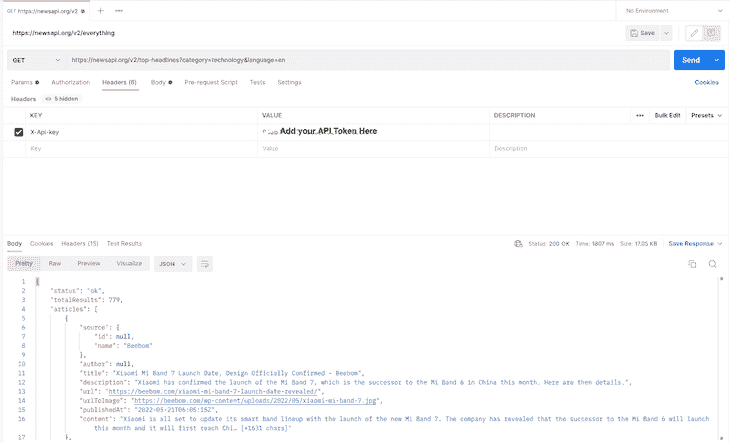 GET https://newsapi.org/v2
No Environment
https://newsapi.org/v2/everything
Save
GET https://newsapi.org/v2/top-headlines?category=technology&language=en Send
Params Authorization Headers (6) Body Pre-request Script Tests Settings Cookies
Headers 5 hidden
KEY VALUE DESCRIPTION Bulk Edit Presets
X-Api-key Add your API Token Here
Key Value Description
Body Cookies Headers (15) Test Results Status: 200 OK Time: 1807 ms Size: 17.05 KB Save Response
Pretty Raw Preview Visualize JSON
1 {
2 "status": "ok",
3 "totalResults": 779,
4 "articles": [
5 {
6 "source": {
7 "id": null,
8 "name": "Beebom"
9 },
10 "author": null,
11 "title": "Xiaomi Mi Band 7 Launch Date, Design Officially Confirmed - Beebom",
12 "description": "Xiaomi has confirmed the launch of the Mi Band 7, which is the successor to the Mi Band 6 in China this month. Here are then details.",
13 "url": "https://beebom.com/xiaomi-mi-band-7-launch-date-revealed/",
14 "urlToImage": "https://beebom.com/wp-content/uploads/2022/05/xiaomi-mi-band-7.jpg",
15 "publishedAt": "2022-05-21T06:05:15Z",
16 "content": "Xiaomi is all set to update its smart band lineup with the launch of the new Mi Band 7. The company has revealed that the successor to the Mi Band 6 will launch
this month and it will first reach Chi… [+1631 chars]"
17 },